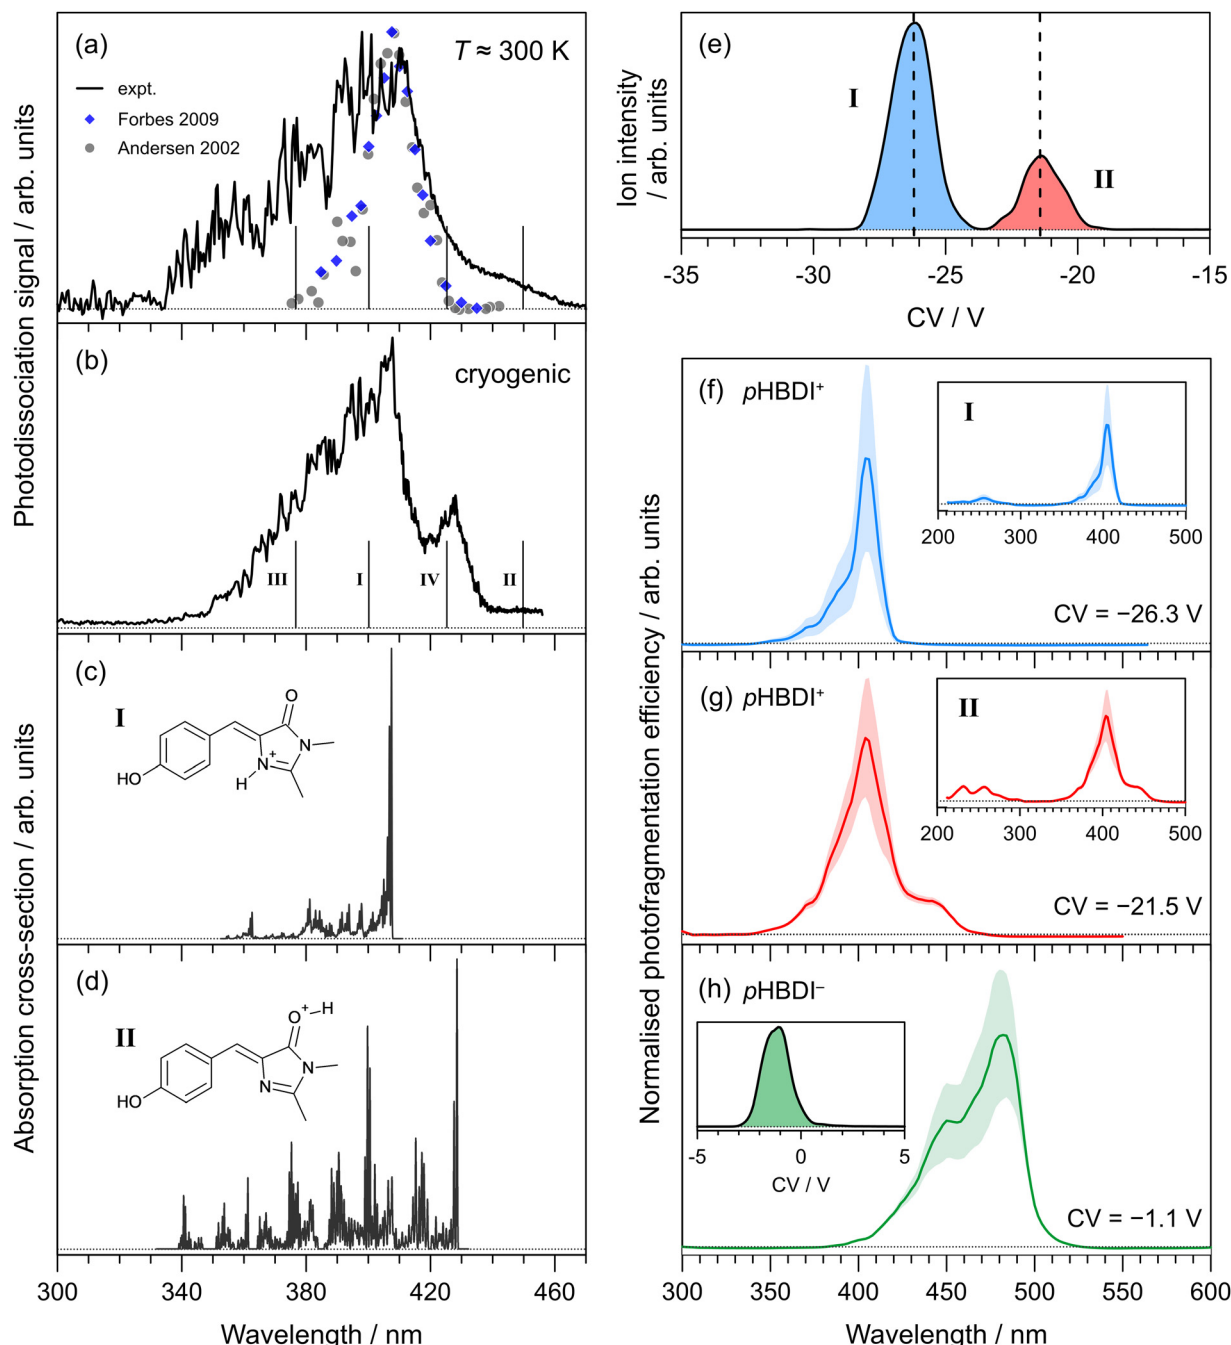 (a)
T ≈ 300 K
expt.
Forbes 2009
Andersen 2002
Photodissociation signal / arb. units
(b)
cryogenic
III
I
IV
II
(c)
I
O
N
+
N
H
HO
(d)
II
O
+
H
N
N
HO
Absorption cross-section / arb. units
300
340
380
420
460
Wavelength / nm
(e)
I
II
Ion intensity
/ arb. units
-35
-30
-25
-20
-15
CV / V
(f) pHBDI⁺
I
200
300
400
500
CV = −26.3 V
(g) pHBDI⁺
II
200
300
400
500
CV = −21.5 V
(h) pHBDI⁻
-5
0
5
CV / V
CV = −1.1 V
Normalised photofragmentation efficiency / arb. units
300
350
400
450
500
550
600
Wavelength / nm